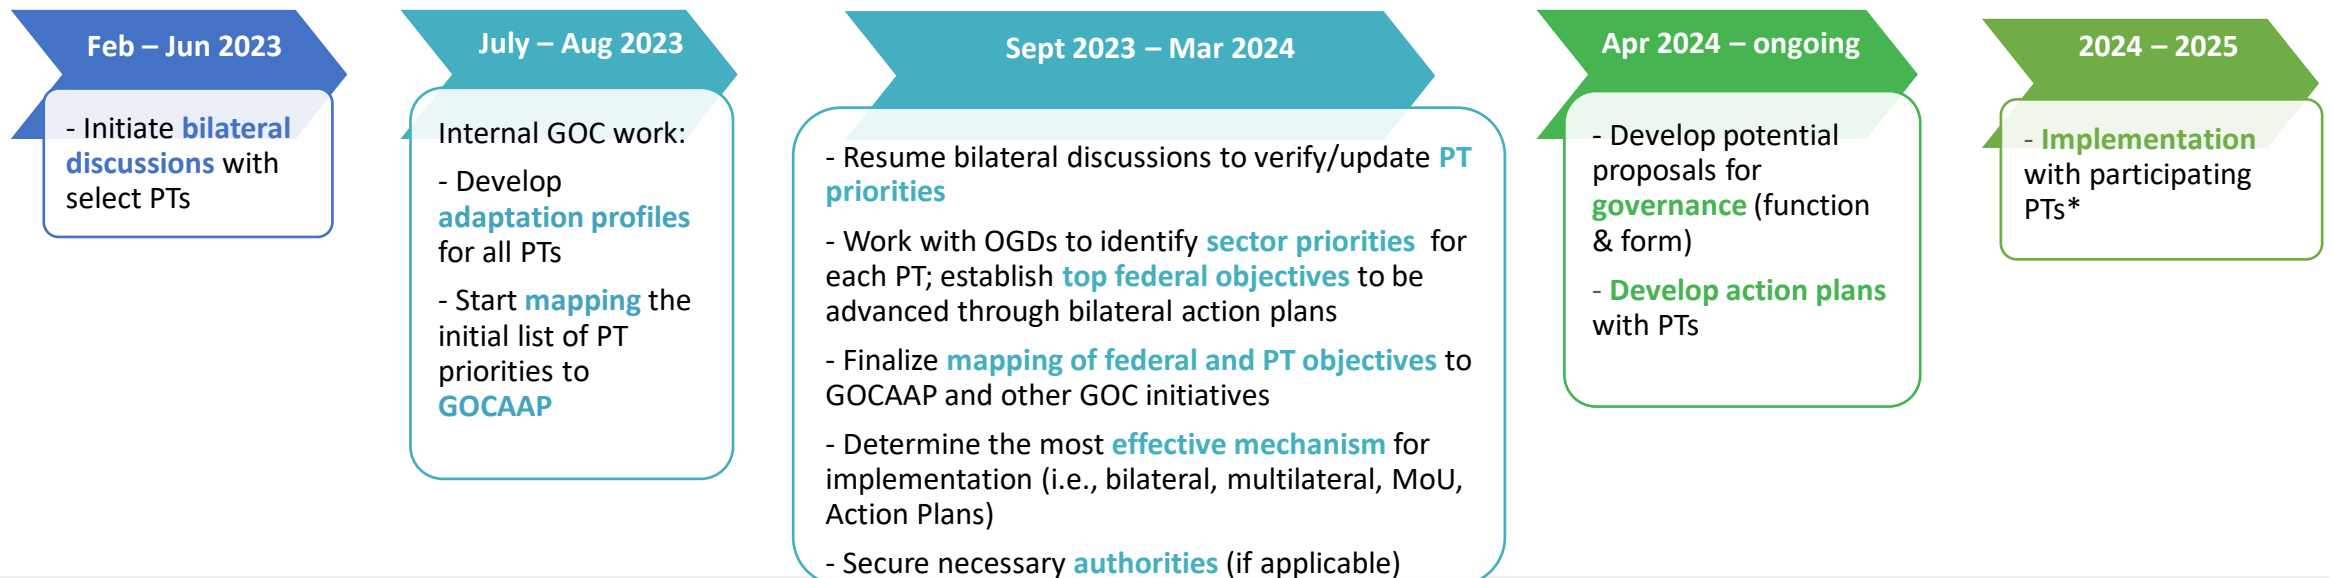 Feb – Jun 2023
- Initiate bilateral
discussions with
select PTs
July – Aug 2023
Internal GOC work:
- Develop
adaptation profiles
for all PTs
- Start mapping the
initial list of PT
priorities to
GOCAAP
Sept 2023 – Mar 2024
- Resume bilateral discussions to verify/update PT
priorities
- Work with OGDs to identify sector priorities for
each PT; establish top federal objectives to be
advanced through bilateral action plans
- Finalize mapping of federal and PT objectives to
GOCAAP and other GOC initiatives
- Determine the most effective mechanism for
implementation (i.e., bilateral, multilateral, MoU,
Action Plans)
- Secure necessary authorities (if applicable)
Apr 2024 – ongoing
- Develop potential
proposals for
governance (function
& form)
- Develop action plans
with PTs
2024 – 2025
- Implementation
with participating
PTs*